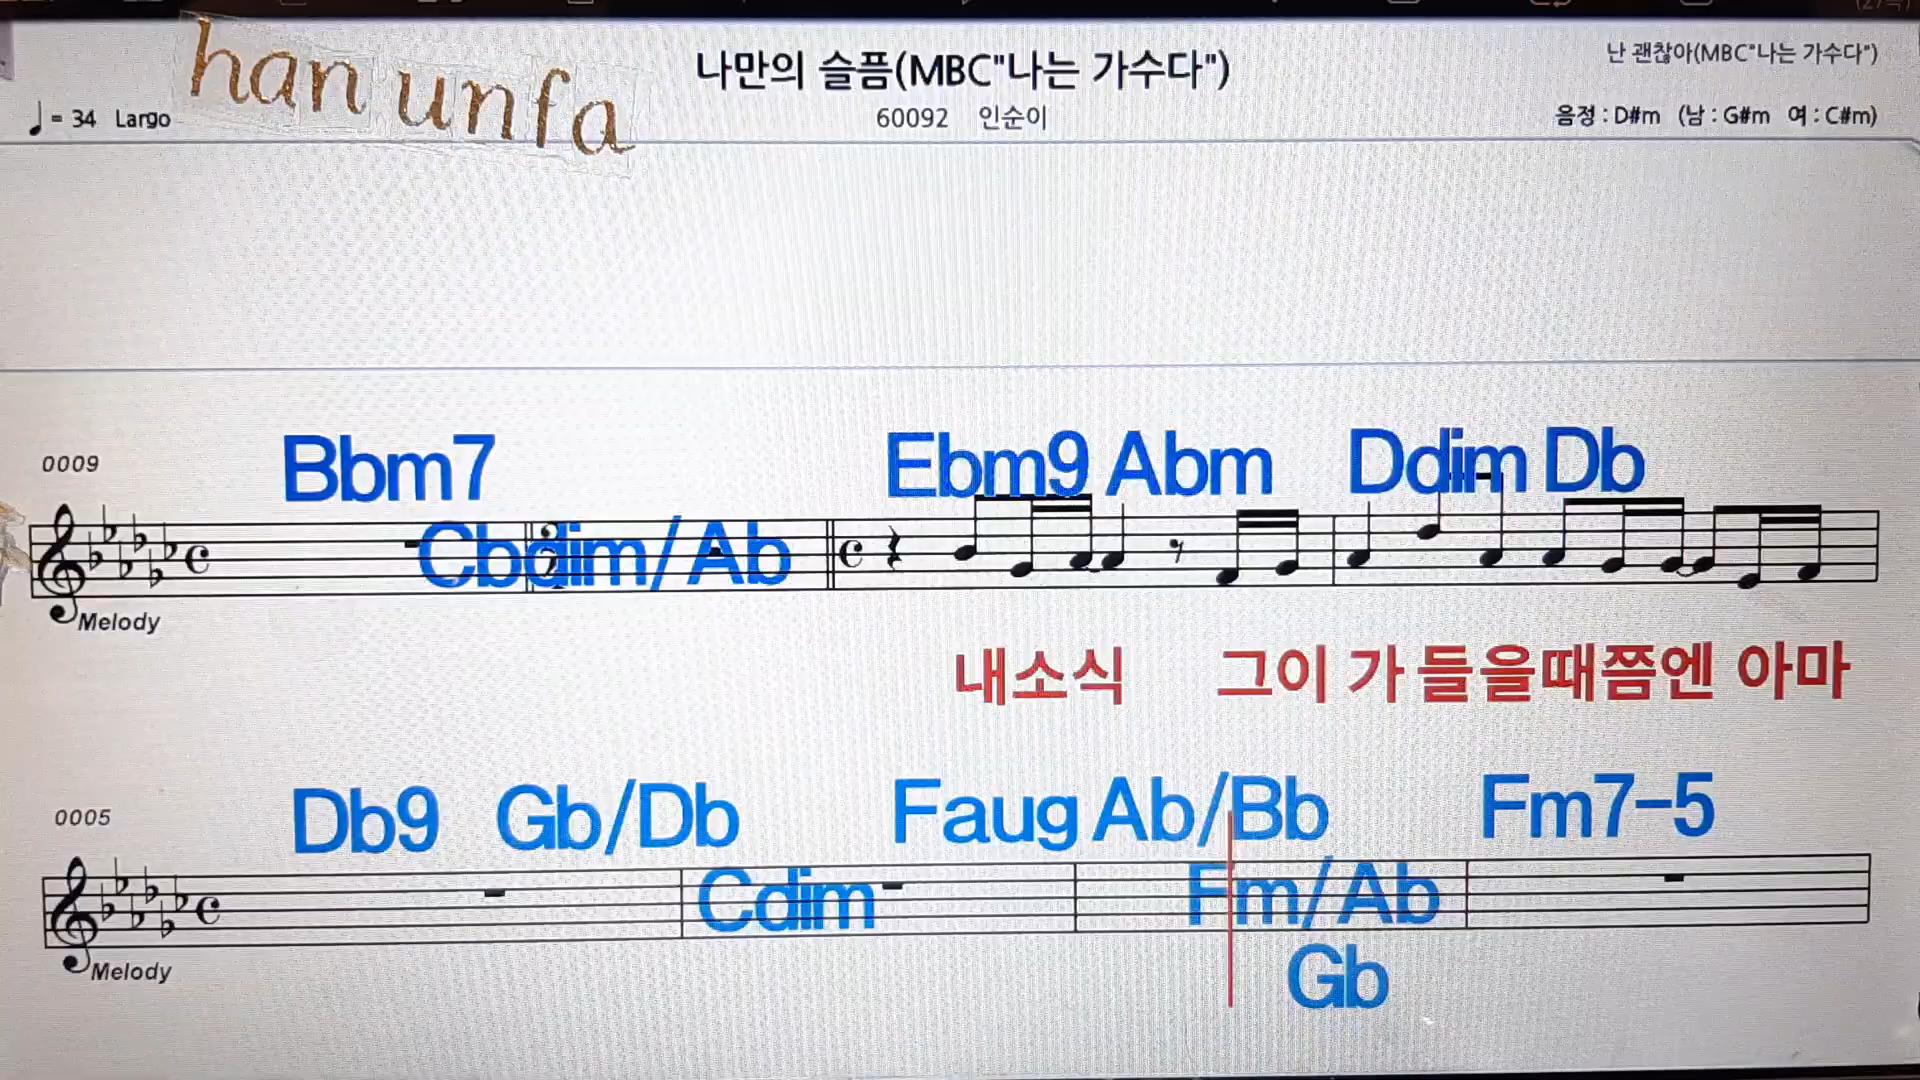 han unfa
나만의 슬픔(MBC"나는 가수다")
난 괜찮아(MBC"나는 가수다")
♩= 34 Largo
60092 인순이
음정 : D#m (남 : G#m 여 : C#m)
0009
Bbm7 Ebm9 Abm Ddim Db
Cbdim/Ab
Melody
내소식 그이 가 들을때쯤엔 아마
0005
Db9 Gb/Db Faug Ab/Bb Fm7-5
Cdim Fm/Ab
Melody
Gb